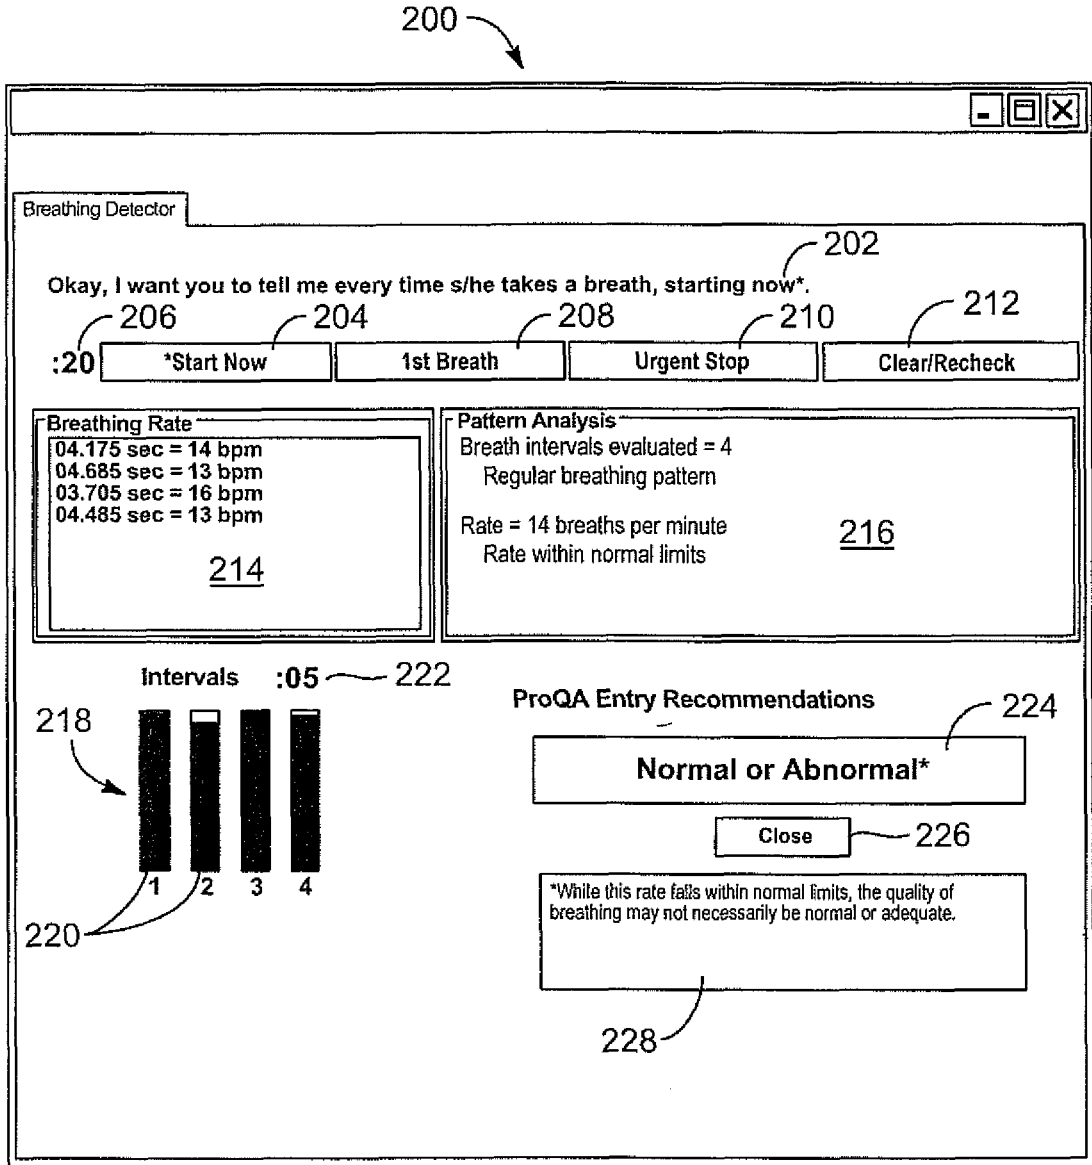 200
Breathing Detector
202
Okay, I want you to tell me every time s/he takes a breath, starting now*.
206 204 208 210 212
:20 *Start Now 1st Breath Urgent Stop Clear/Recheck
Breathing Rate
04.175 sec = 14 bpm
04.685 sec = 13 bpm
03.705 sec = 16 bpm
04.485 sec = 13 bpm
214
Pattern Analysis
Breath intervals evaluated = 4
Regular breathing pattern
Rate = 14 breaths per minute
Rate within normal limits
216
Intervals :05 222
218
1 2 3 4
220
ProQA Entry Recommendations
224
Normal or Abnormal*
Close 226
*While this rate falls within normal limits, the quality of
breathing may not necessarily be normal or adequate.
228